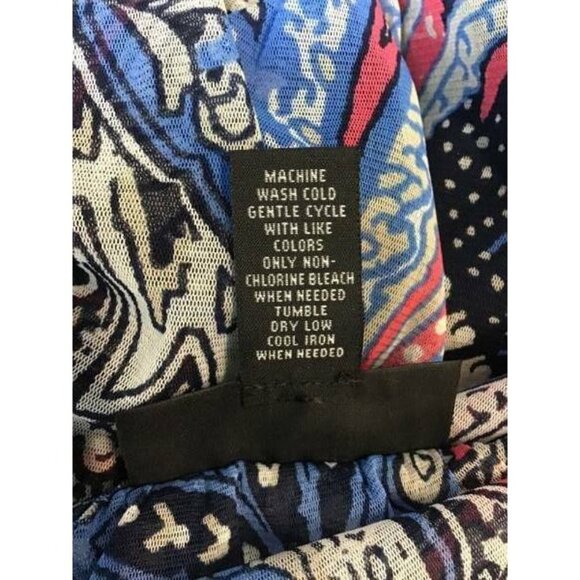 MACHINE
WASH COLD
GENTLE CYCLE
WITH LIKE
COLORS
ONLY NON-
CHLORINE BLEACH
WHEN NEEDED
TUMBLE
DRY LOW
COOL IRON
WHEN NEEDED